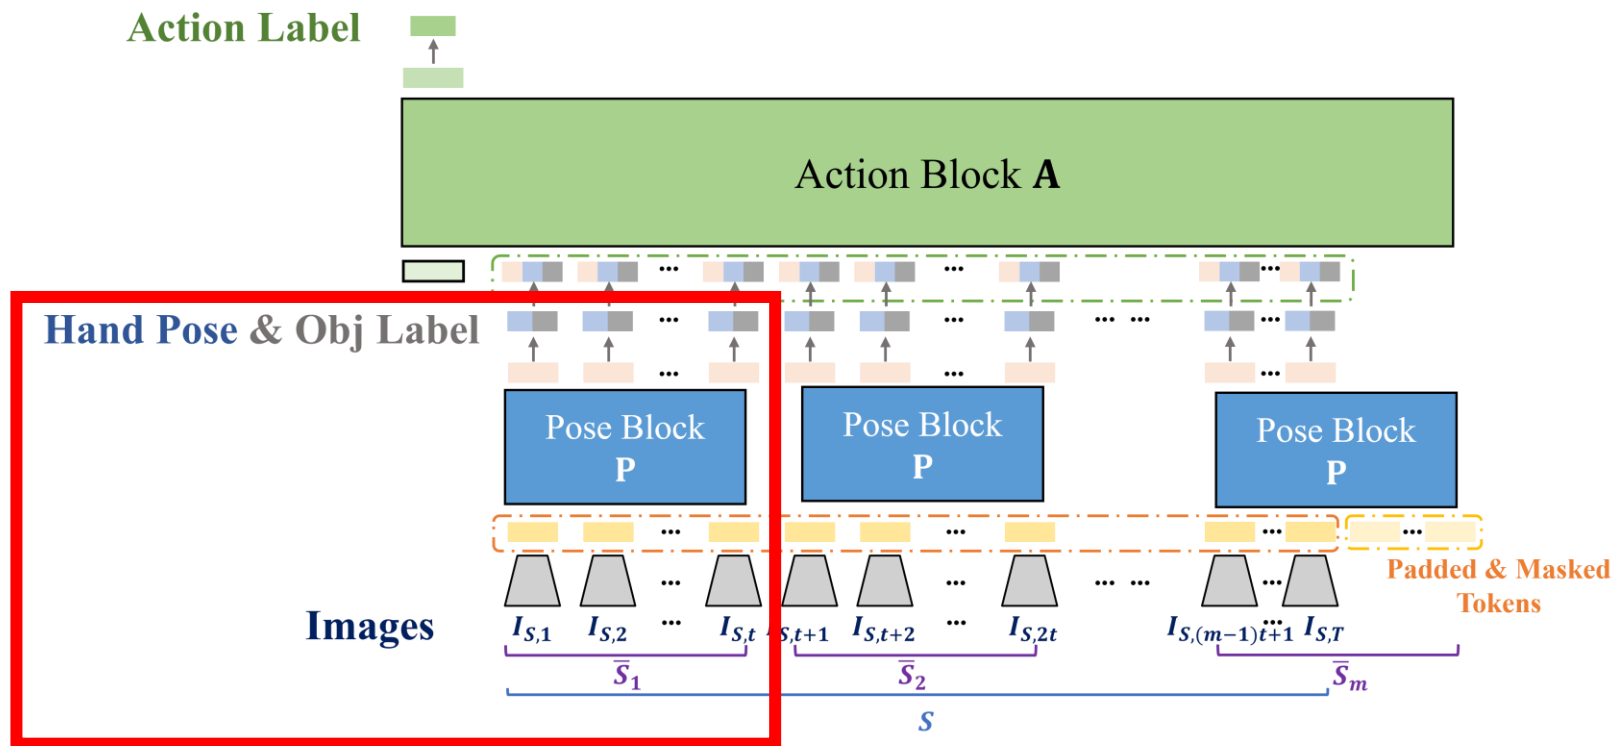 Action Label
Action Block A
Hand Pose & Obj Label
Pose Block P
Pose Block P
Pose Block P
Padded & Masked Tokens
Images
I_{S,1} I_{S,2} ... I_{S,t} I_{S,t+1} I_{S,t+2} ... I_{S,2t} I_{S,(m−1)t+1} ... I_{S,T}
S̅_1 S̅_2 S̅_m
S